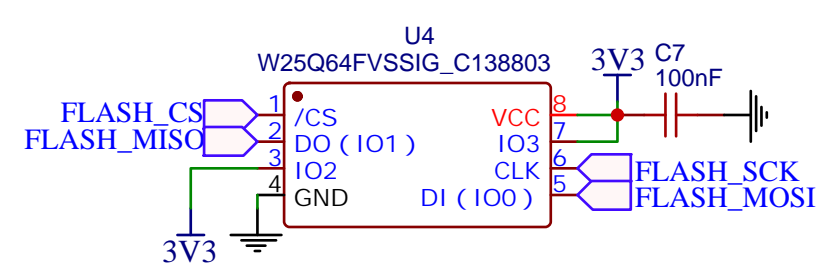 U4
W25Q64FVSSIG_C138803
3V3
C7
100nF
FLASH_CS
1
/CS
VCC
8
FLASH_MISO
2
DO(IO1)
IO3
7
3
IO2
CLK
6
FLASH_SCK
4
GND
DI(IO0)
5
FLASH_MOSI
3V3